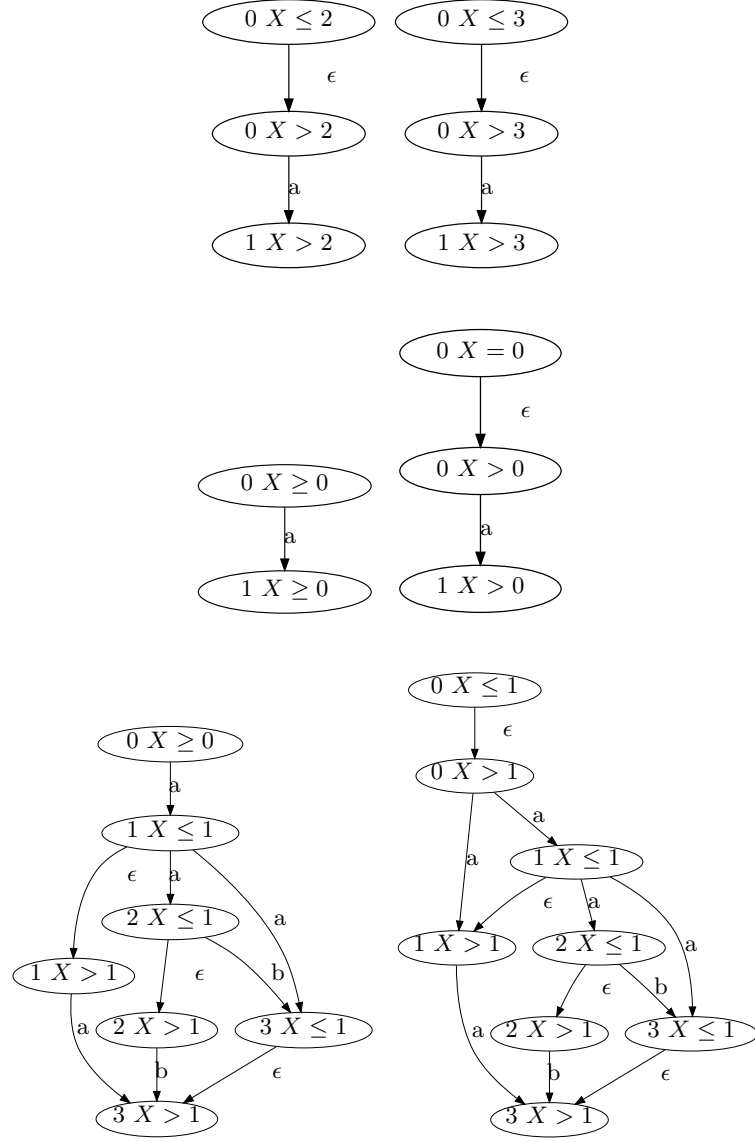 0 X ≤ 2
0 X ≤ 3
ϵ
ϵ
0 X > 2
0 X > 3
a
a
1 X > 2
1 X > 3
0 X = 0
ϵ
0 X ≥ 0
0 X > 0
a
a
1 X ≥ 0
1 X > 0
0 X ≥ 0
a
1 X ≤ 1
ϵ
a
a
2 X ≤ 1
1 X > 1
ϵ
b
a
2 X > 1
3 X ≤ 1
b
ϵ
3 X > 1
0 X ≤ 1
ϵ
0 X > 1
a
a
1 X ≤ 1
ϵ
a
a
1 X > 1
2 X ≤ 1
ϵ
b
a
2 X > 1
3 X ≤ 1
b
ϵ
3 X > 1